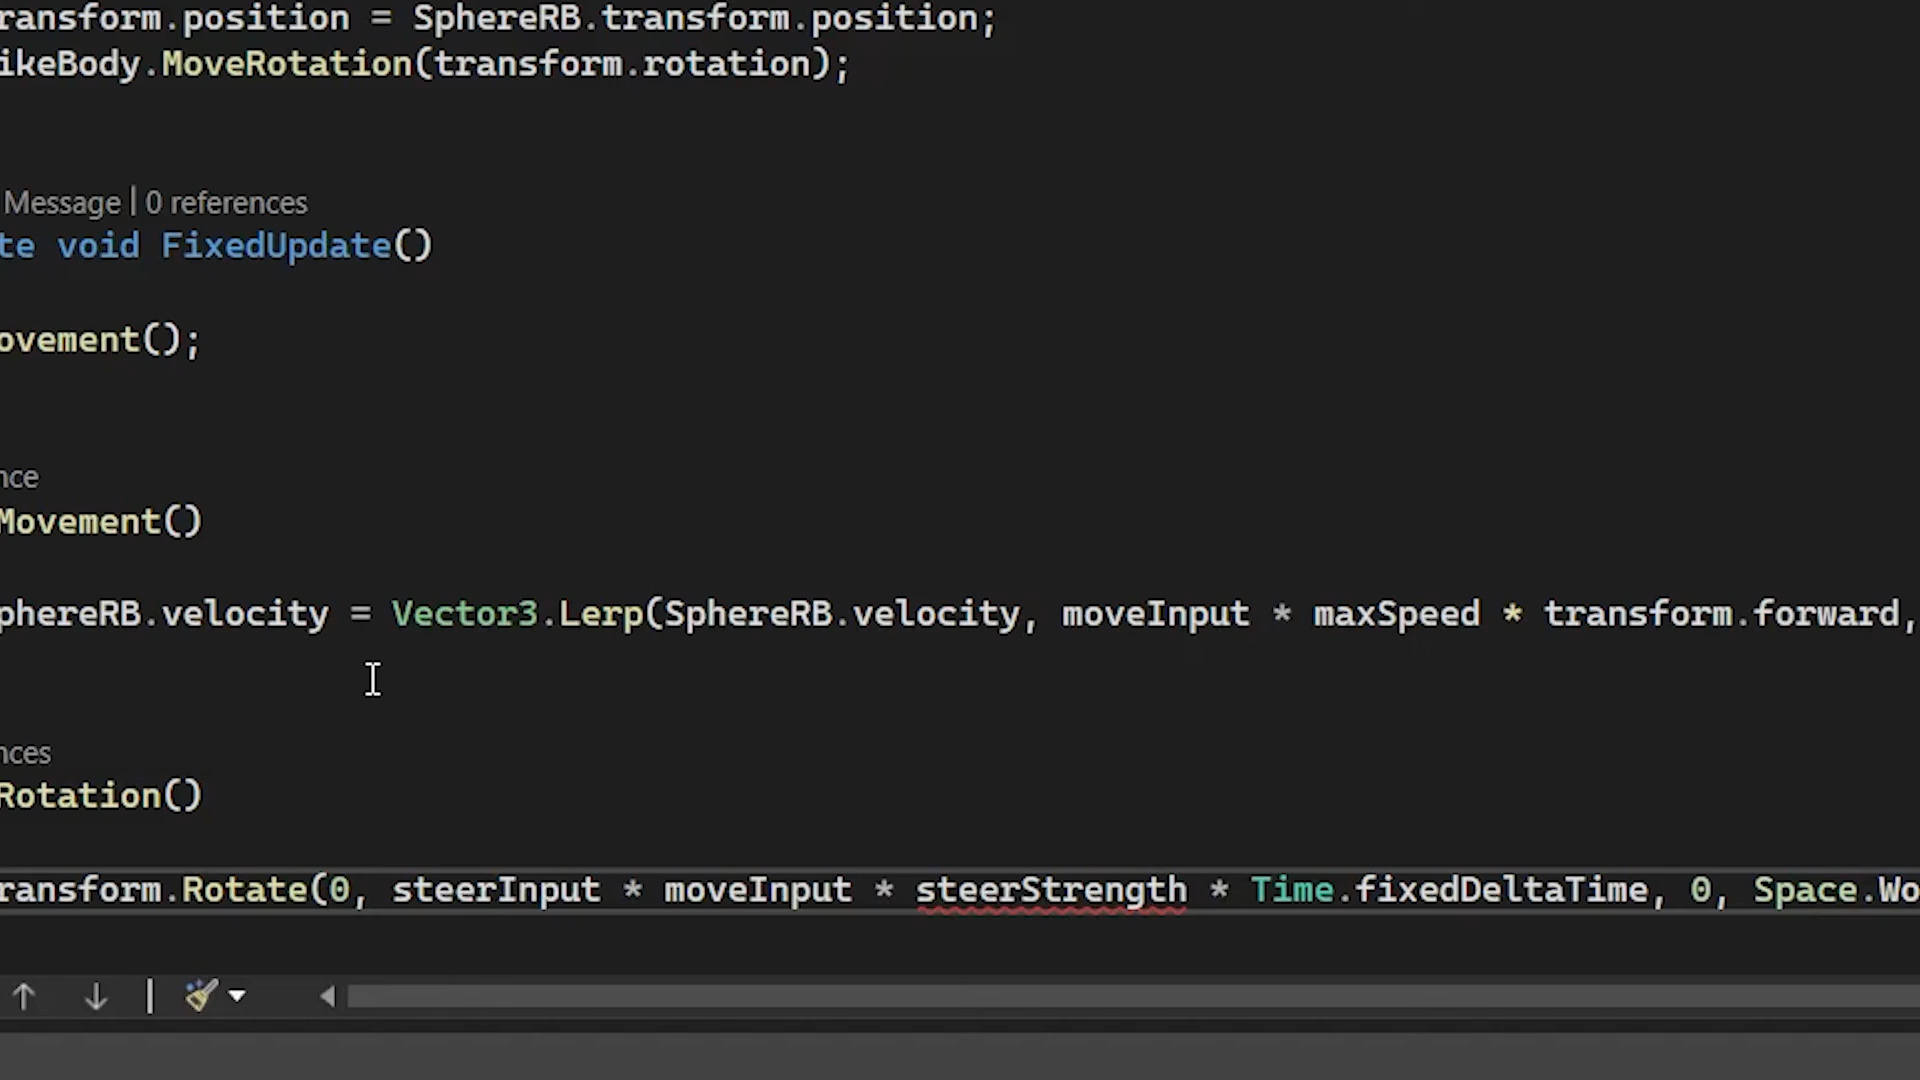 ransform.position = SphereRB.transform.position;
ikeBody.MoveRotation(transform.rotation);
Message | 0 references
te void FixedUpdate()
ovement();
nce
Movement()
phereRB.velocity = Vector3.Lerp(SphereRB.velocity, moveInput * maxSpeed * transform.forward,
nces
Rotation()
ransform.Rotate(0, steerInput * moveInput * steerStrength * Time.fixedDeltaTime, 0, Space.Wo